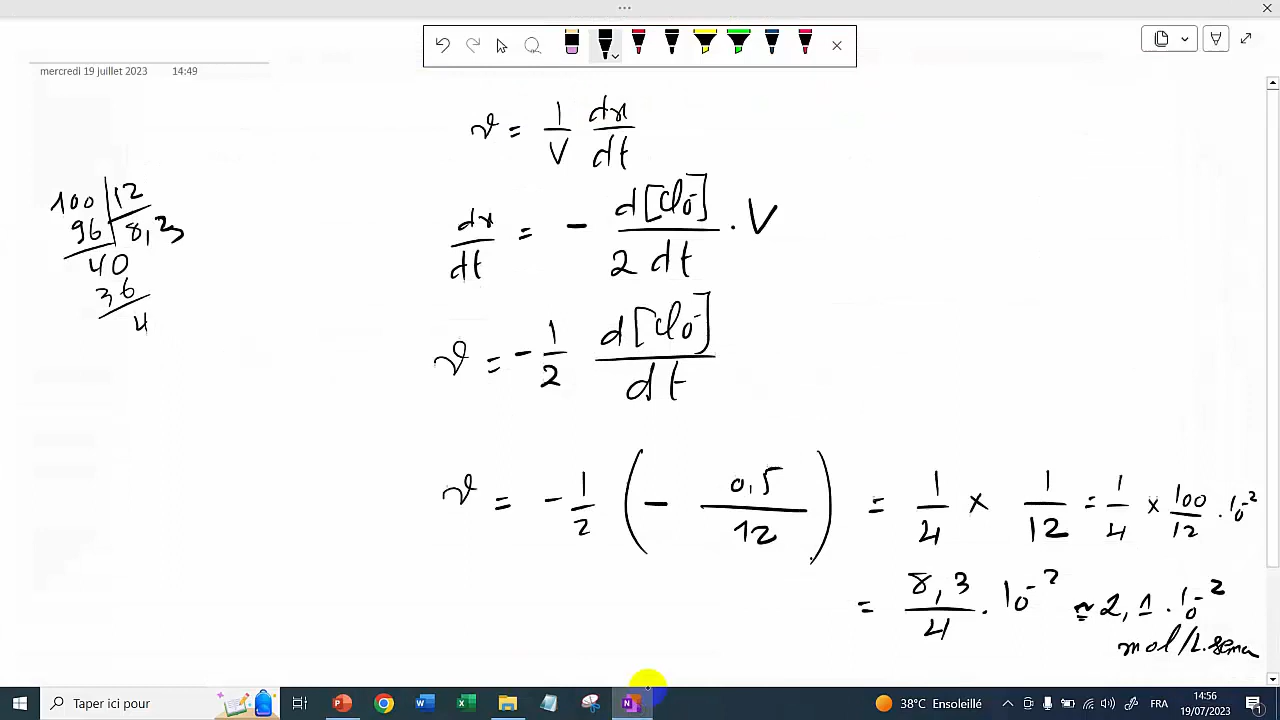 mercredi 19 juillet 2023 14:49
v = 1/V dx/dt
100 | 12
96 | 8,3
40
36
4
dx/dt = - d[ClO⁻]/2 dt . V
v = - 1/2 d[ClO⁻]/dt
v = - 1/2 (- 0,5/12) = 1/4 × 1/12 = 1/4 × 100/12 . 10⁻²
= 8,3/4 . 10⁻² ≈ 2,1 . 10⁻²
mol/L.sema
Taper ici pour
38°C Ensoleillé
FRA
14:56
19/07/2023